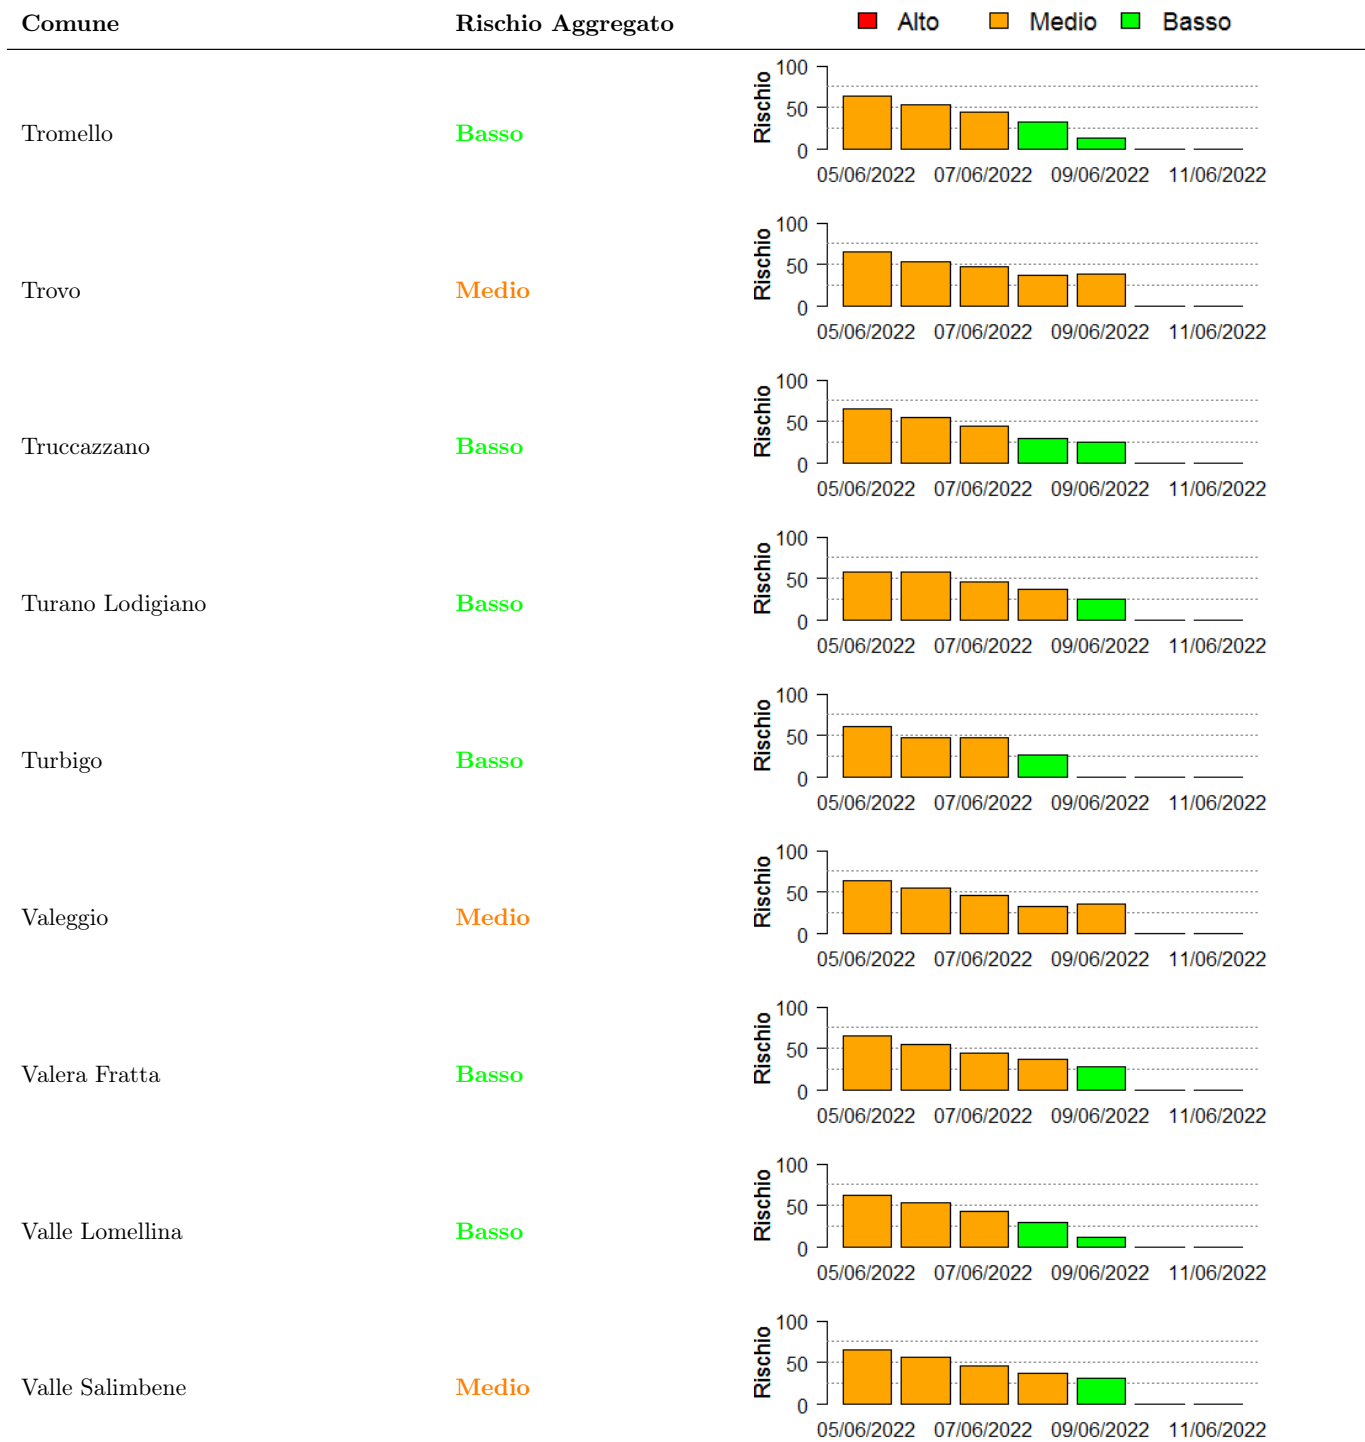 Comune Rischio Aggregato Alto Medio Basso
Tromello Basso
Rischio
100
50
0
05/06/2022 07/06/2022 09/06/2022 11/06/2022
Trovo Medio
Rischio
100
50
0
05/06/2022 07/06/2022 09/06/2022 11/06/2022
Truccazzano Basso
Rischio
100
50
0
05/06/2022 07/06/2022 09/06/2022 11/06/2022
Turano Lodigiano Basso
Rischio
100
50
0
05/06/2022 07/06/2022 09/06/2022 11/06/2022
Turbigo Basso
Rischio
100
50
0
05/06/2022 07/06/2022 09/06/2022 11/06/2022
Valeggio Medio
Rischio
100
50
0
05/06/2022 07/06/2022 09/06/2022 11/06/2022
Valera Fratta Basso
Rischio
100
50
0
05/06/2022 07/06/2022 09/06/2022 11/06/2022
Valle Lomellina Basso
Rischio
100
50
0
05/06/2022 07/06/2022 09/06/2022 11/06/2022
Valle Salimbene Medio
Rischio
100
50
0
05/06/2022 07/06/2022 09/06/2022 11/06/2022